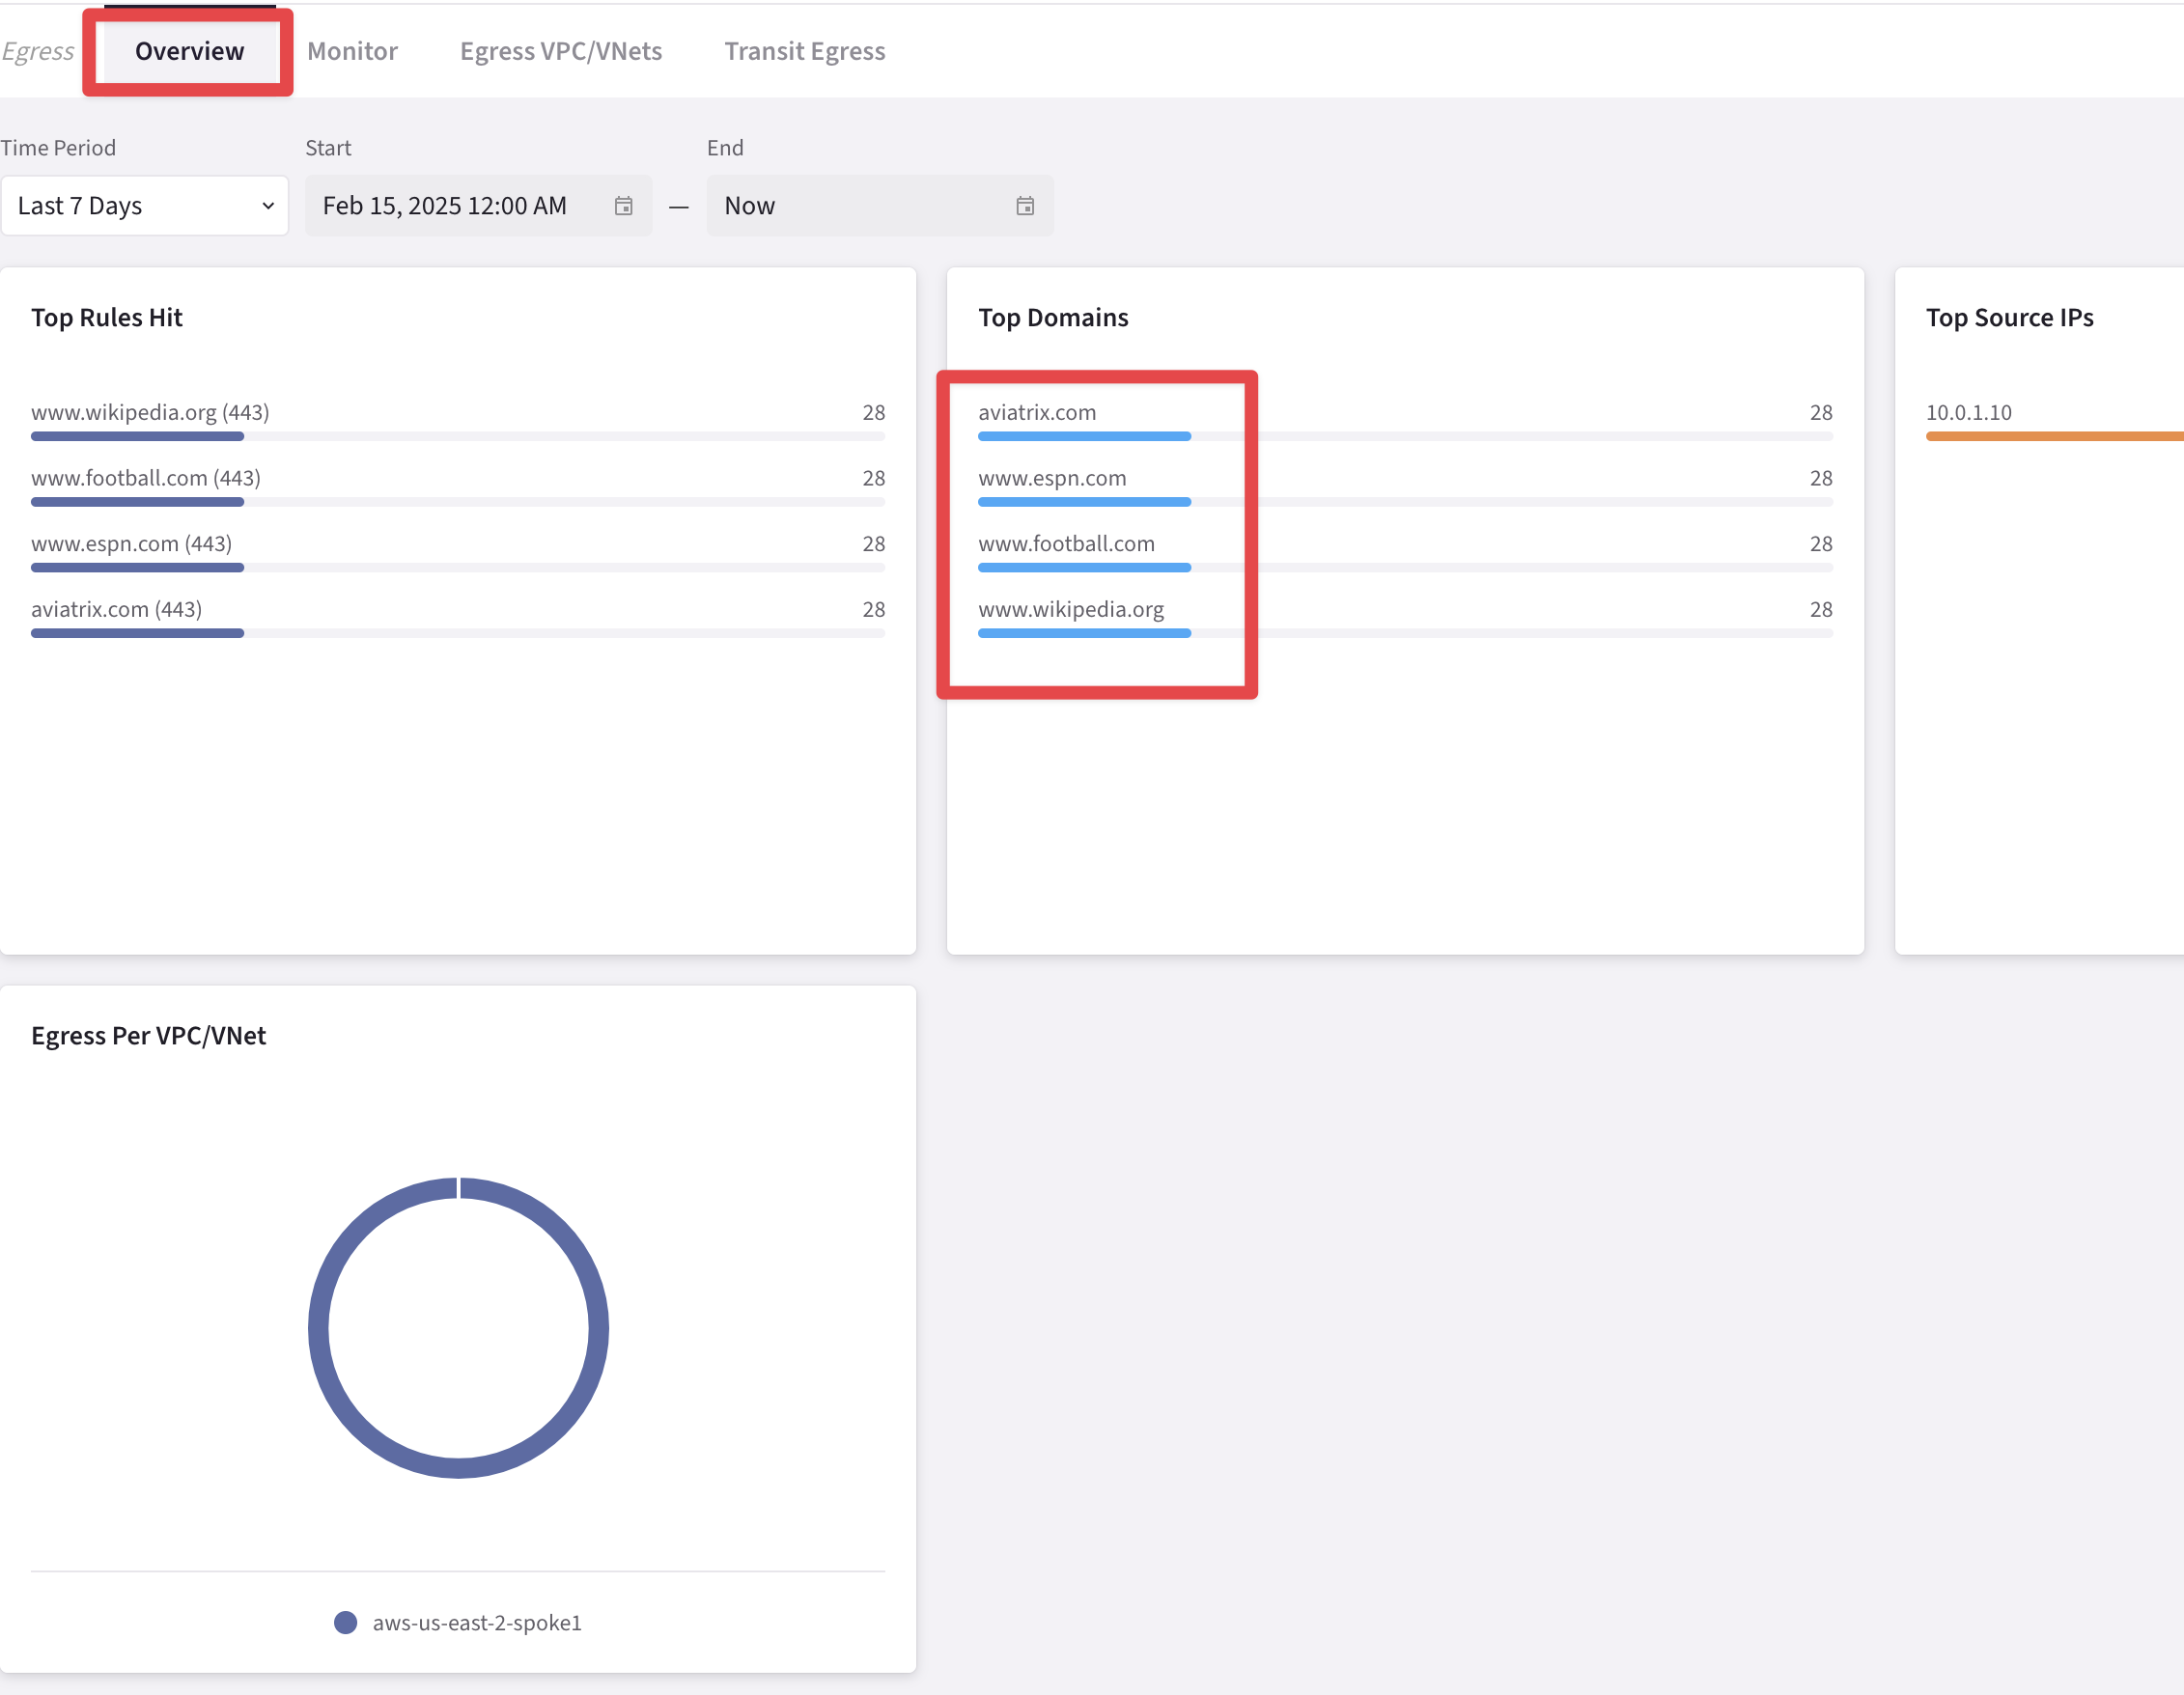 Egress Overview Monitor Egress VPC/VNets Transit Egress
Time Period Start End
Last 7 Days Feb 15, 2025 12:00 AM — Now
Top Rules Hit
www.wikipedia.org (443) 28
www.football.com (443) 28
www.espn.com (443) 28
aviatrix.com (443) 28
Top Domains
aviatrix.com 28
www.espn.com 28
www.football.com 28
www.wikipedia.org 28
Top Source IPs
10.0.1.10
Egress Per VPC/VNet
aws-us-east-2-spoke1